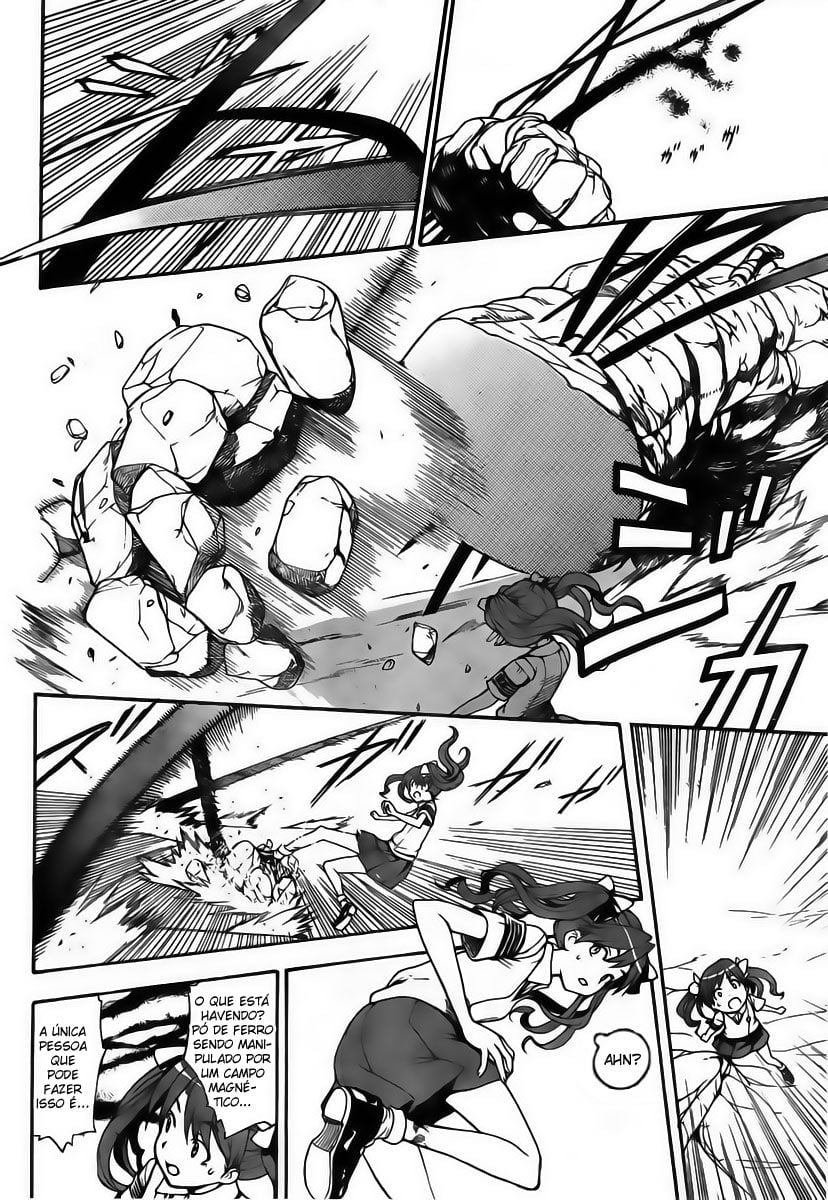 AHN?
O QUE ESTÁ
HAVENDO?
PÓ DE FERRO
SENDO MANI-
PULADO POR
UM CAMPO
MAGNÉ-
TICO...
A ÚNICA
PESSOA
QUE
PODE
FAZER
ISSO É...